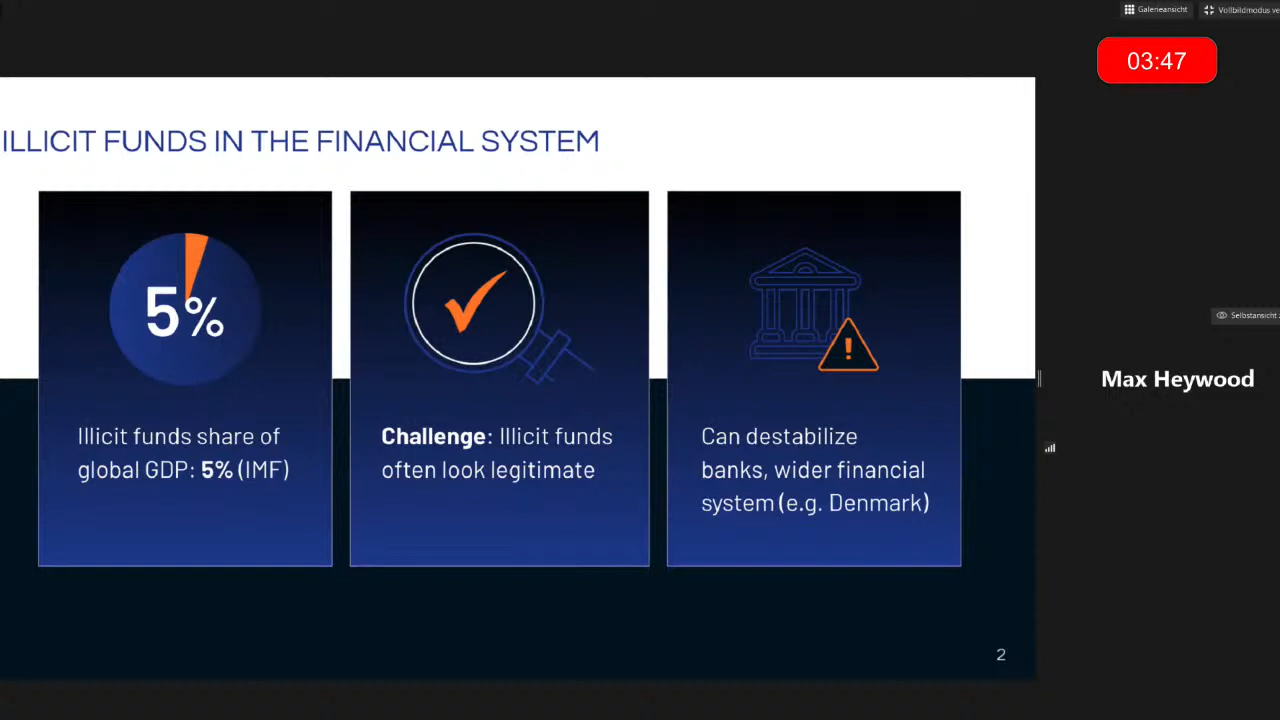 Galerieansicht
Vollbildmodus ve
03:47
ILLICIT FUNDS IN THE FINANCIAL SYSTEM
5%
Illicit funds share of
global GDP: 5% (IMF)
Challenge: Illicit funds
often look legitimate
!
Can destabilize
banks, wider financial
system (e.g. Denmark)
2
Selbstansicht
Max Heywood